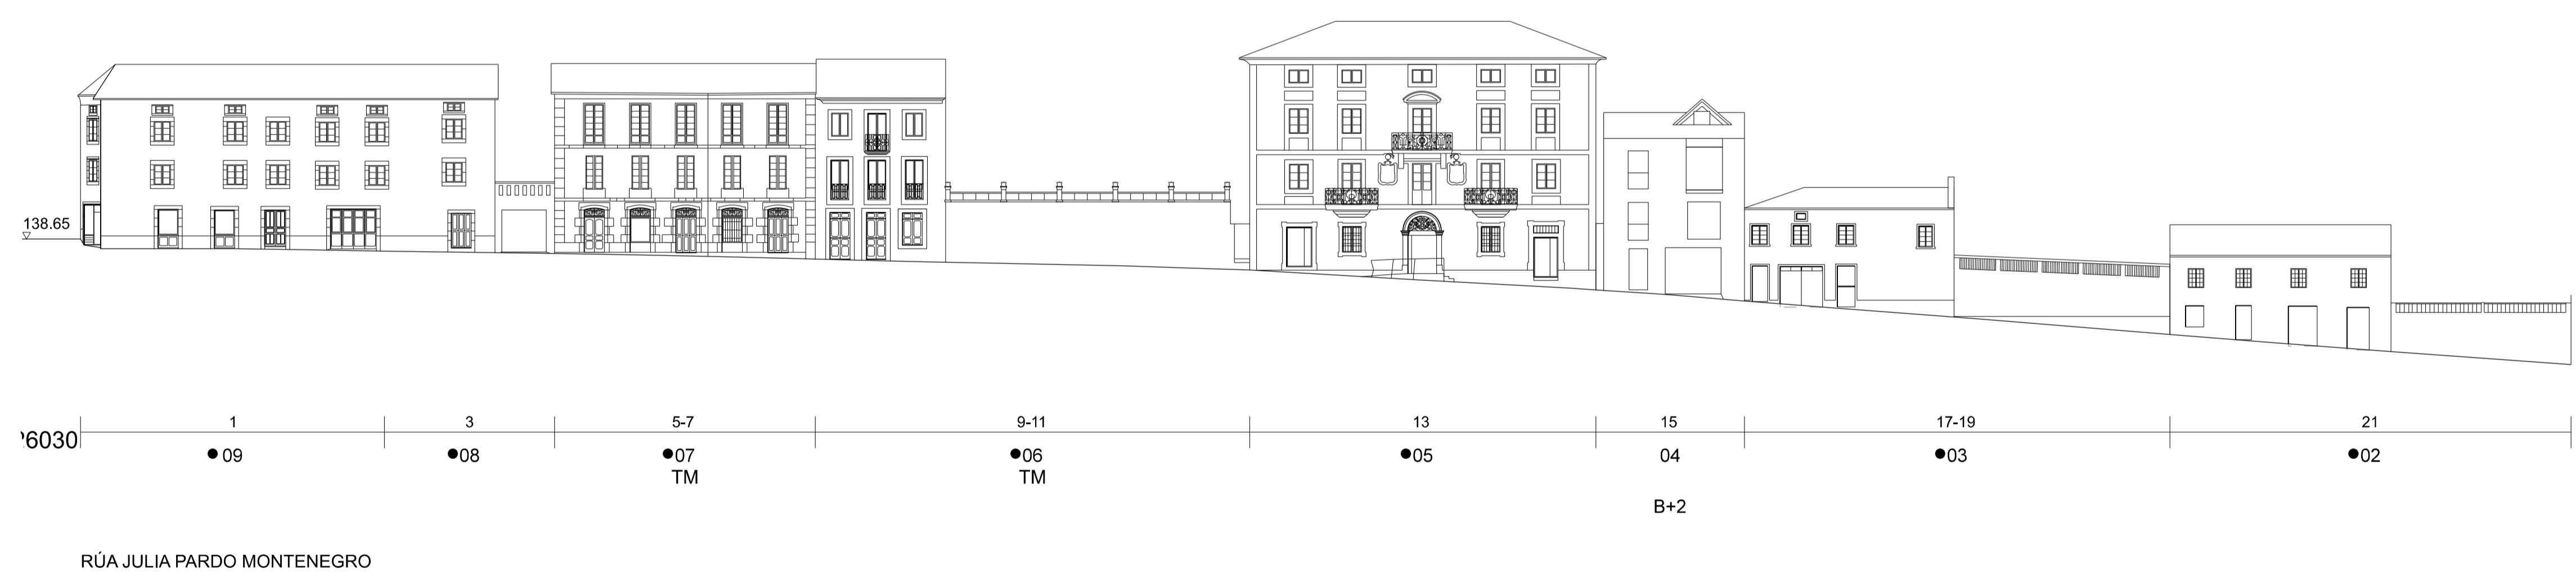 138.65
1 3 5-7 9-11 13 15 17-19 21
6030
09 08 07 06 05 04 03 02
TM TM
B+2
RÚA JULIA PARDO MONTENEGRO